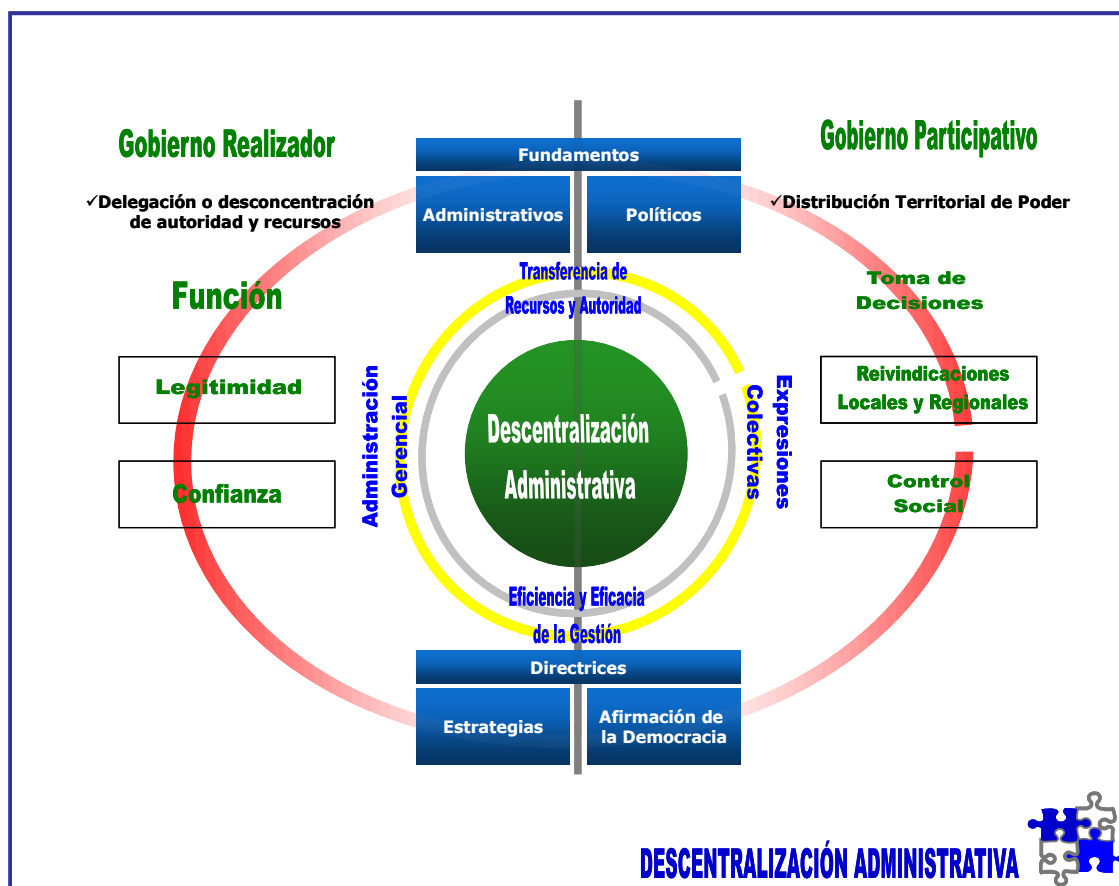 Gobierno Realizador
✓Delegación o desconcentración
de autoridad y recursos
Función
Legitimidad
Confianza
Fundamentos
Administrativos
Políticos
Transferencia de
Recursos y Autoridad
Administración
Gerencial
Descentralización
Administrativa
Expresiones
Colectivas
Eficiencia y Eficacia
de la Gestión
Directrices
Estrategias
Afirmación de
la Democracia
Gobierno Participativo
✓Distribución Territorial de Poder
Toma de
Decisiones
Reivindicaciones
Locales y Regionales
Control
Social
DESCENTRALIZACIÓN ADMINISTRATIVA